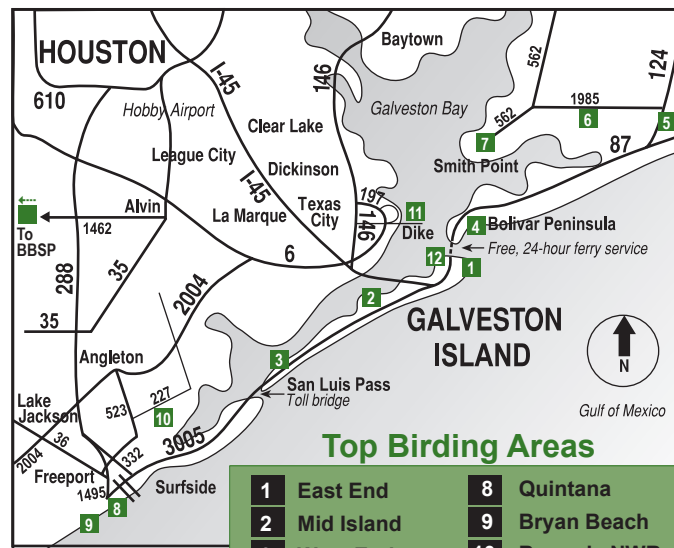 HOUSTON
Baytown
I-45
146
562
124
610
Hobby Airport
Galveston Bay
1985
6
5
Clear Lake
562
7
87
League City
Smith Point
Dickinson
I-45
197
Alvin
La Marque
Texas
City
146
11
Dike
4
Bolivar Peninsula
Free, 24-hour ferry service
To
BBSP
1462
6
12
1
288
35
2004
2
GALVESTON
ISLAND
35
Angleton
3
N
San Luis Pass
Toll bridge
Gulf of Mexico
Lake
Jackson
227
523
10
36
2004
332
3005
Freeport
1495
Surfside
8
9
Top Birding Areas
1 East End
8 Quintana
2 Mid Island
9 Bryan Beach